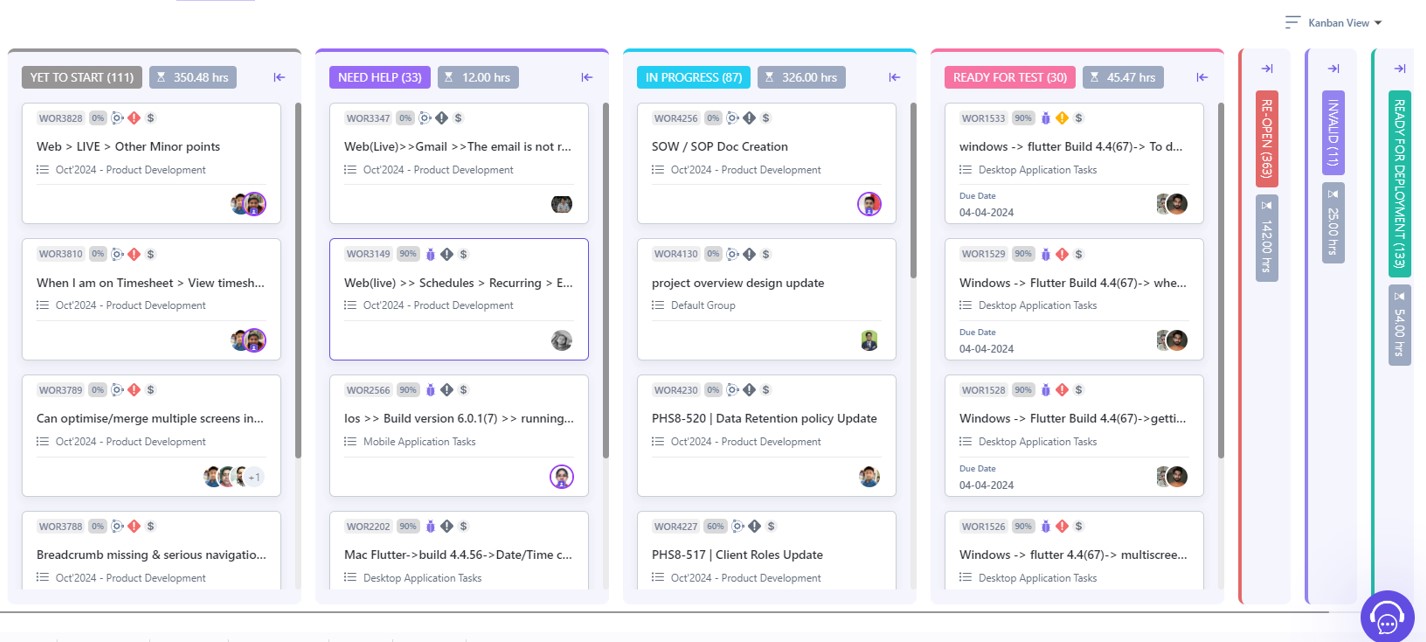 Kanban View
YET TO START (111) 350.48 hrs
WOR3828 0% $
Web > LIVE > Other Minor points
Oct'2024 - Product Development
WOR3810 0% $
When I am on Timesheet > View timesh...
Oct'2024 - Product Development
WOR3789 0% $
Can optimise/merge multiple screens in...
Oct'2024 - Product Development
+1
WOR3788 0% $
Breadcrumb missing & serious navigatio...
Oct'2024 - Product Development
NEED HELP (33) 12.00 hrs
WOR3347 0% $
Web(Live)>>Gmail >>The email is not r...
Oct'2024 - Product Development
WOR3149 90% $
Web(live) >> Schedules > Recurring > E...
Oct'2024 - Product Development
WOR2566 90% $
Ios >> Build version 6.0.1(7) >> running...
Mobile Application Tasks
WOR2202 90% $
Mac Flutter->build 4.4.56->Date/Time c...
Desktop Application Tasks
IN PROGRESS (87) 326.00 hrs
WOR4256 0% $
SOW / SOP Doc Creation
Oct'2024 - Product Development
WOR4130 0% $
project overview design update
Default Group
WOR4230 0% $
PHS8-520 | Data Retention policy Update
Oct'2024 - Product Development
WOR4227 60% $
PHS8-517 | Client Roles Update
Oct'2024 - Product Development
READY FOR TEST (30) 45.47 hrs
WOR1533 90% $
windows -> flutter Build 4.4(67)-> To d...
Desktop Application Tasks
Due Date
04-04-2024
WOR1529 90% $
Windows -> Flutter Build 4.4(67)-> whe...
Desktop Application Tasks
Due Date
04-04-2024
WOR1528 90% $
Windows -> Flutter Build 4.4(67)->getti...
Desktop Application Tasks
Due Date
04-04-2024
WOR1526 90% $
Windows -> flutter 4.4(67)-> multiscree...
Desktop Application Tasks
RE-OPEN (363) 142.00 hrs
INVALID (11) 25.00 hrs
READY FOR DEPLOYMENT (133) 54.00 hrs